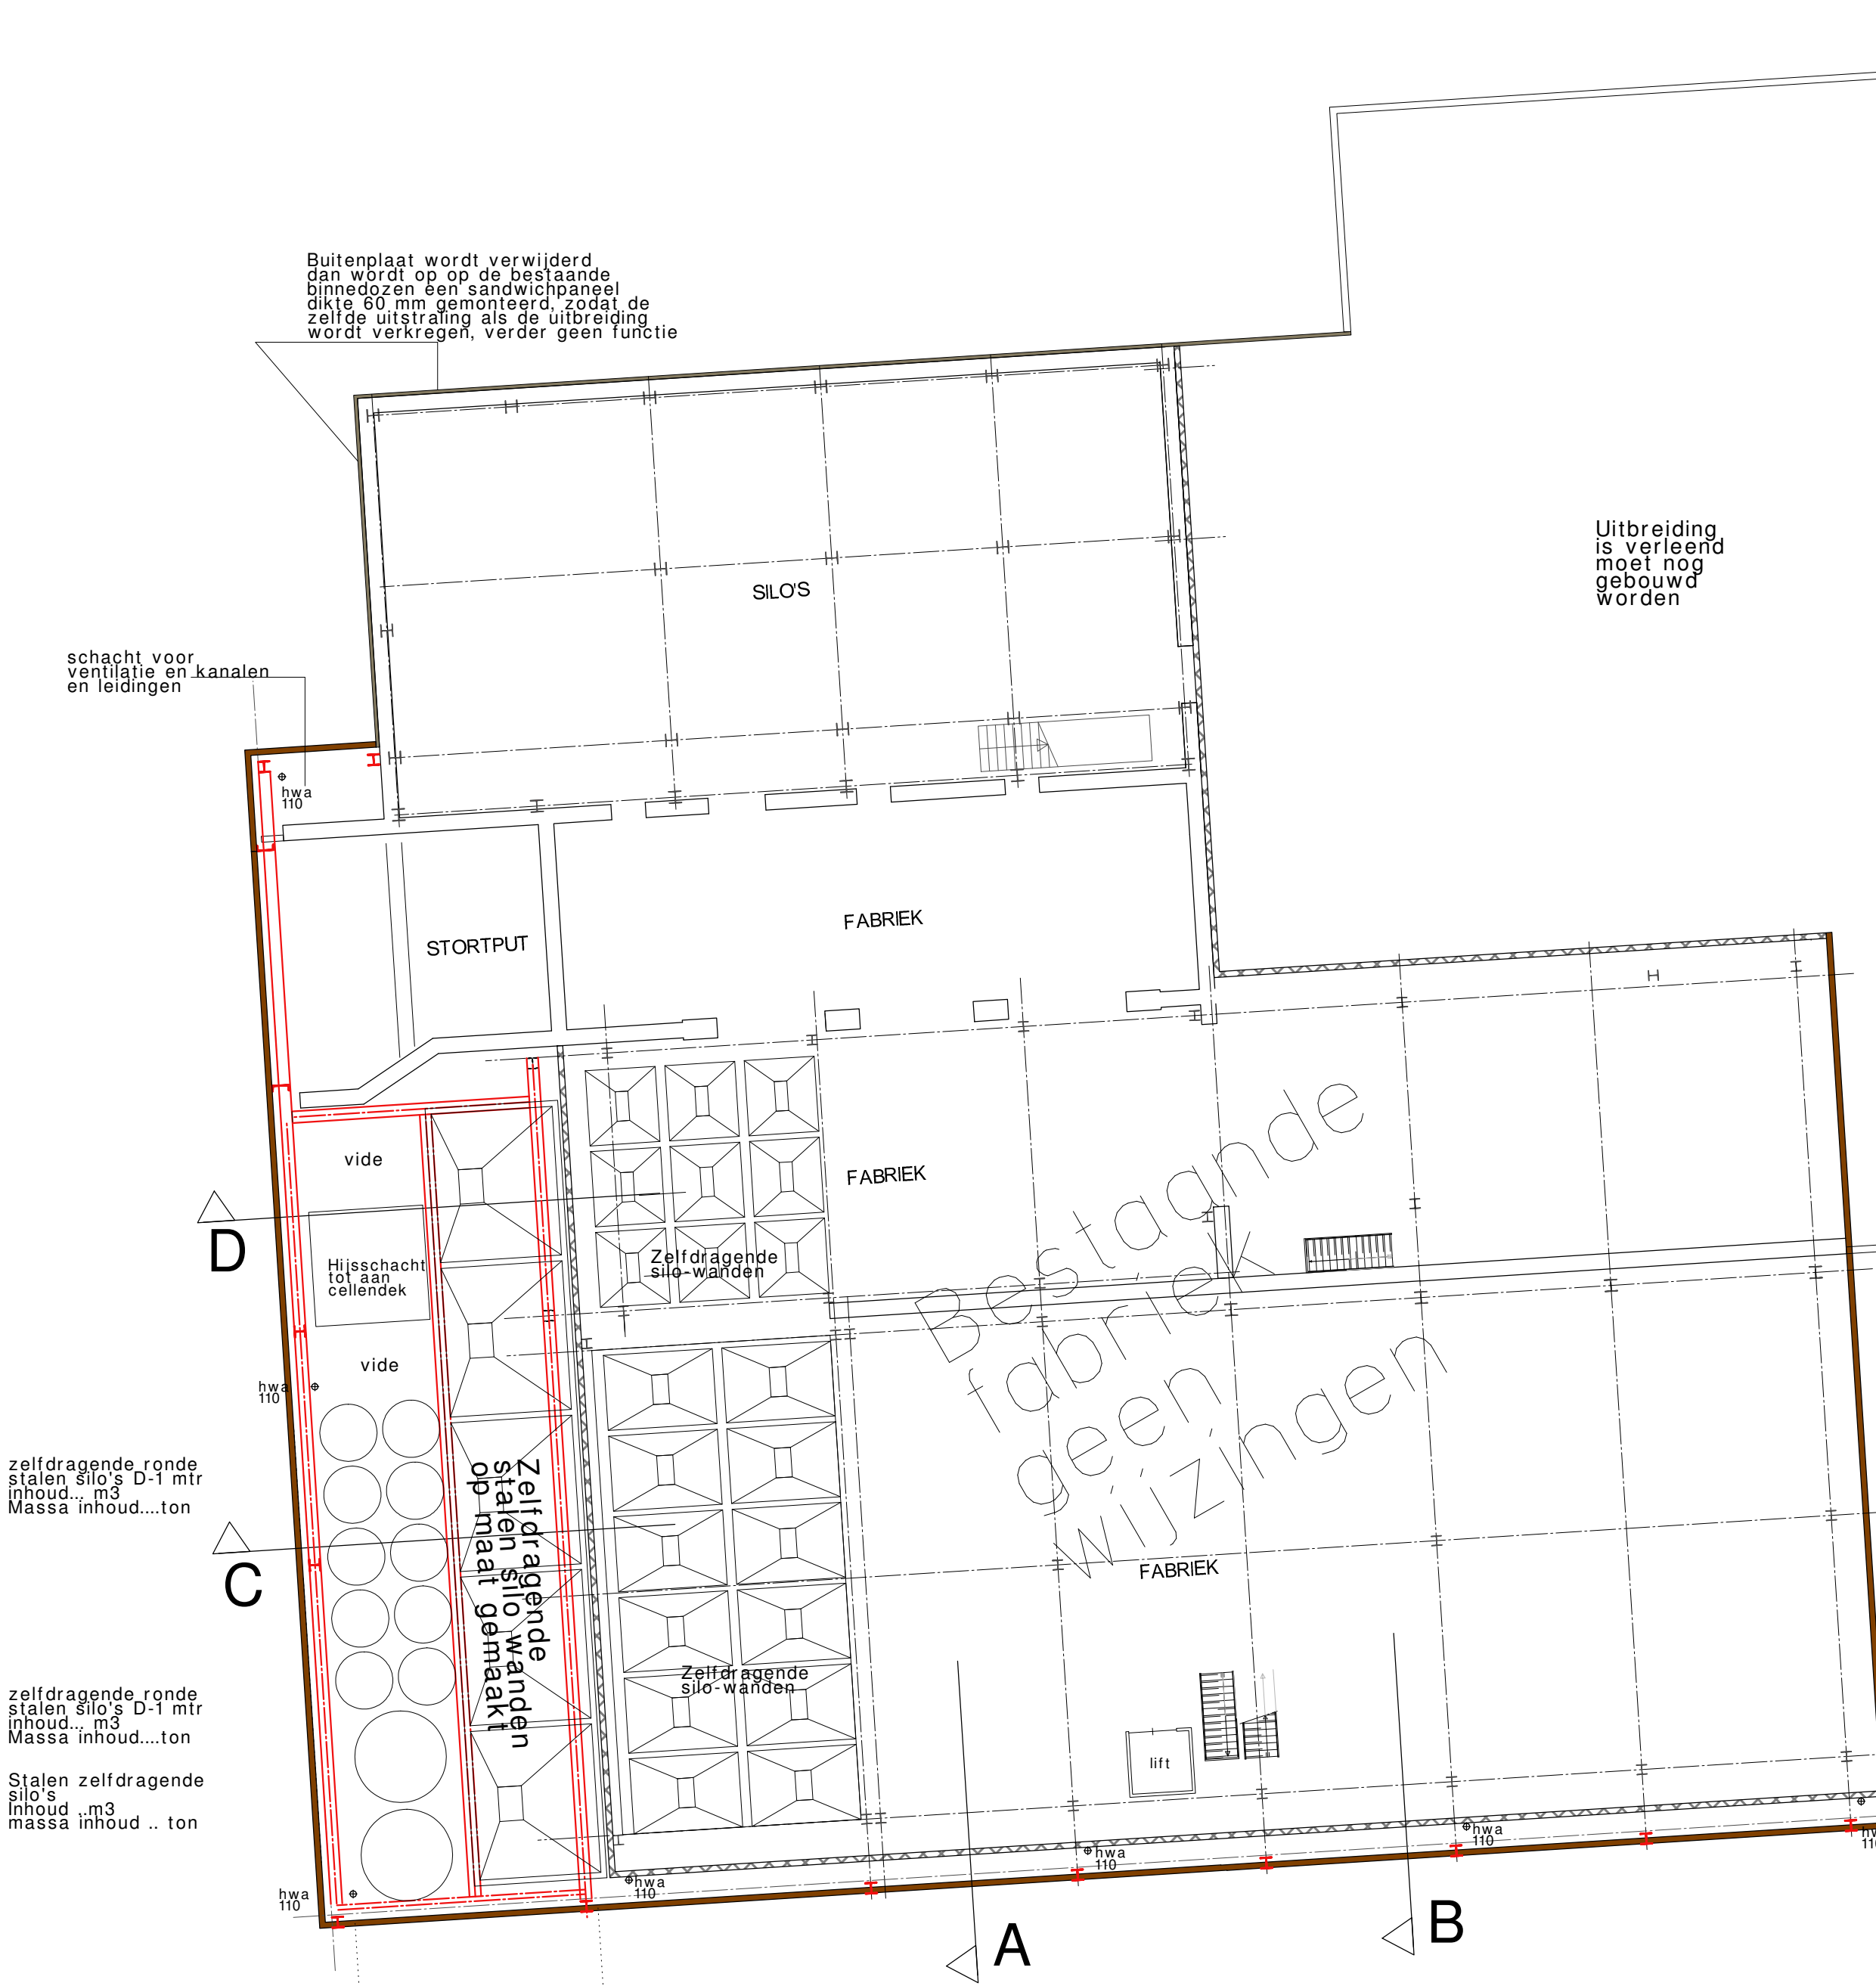 Buitenplaat wordt verwijderd
dan wordt op op de bestaande
binnedozen een sandwichpaneel
dikte 60 mm gemonteerd, zodat de
zelfde uitstraling als de uitbreiding
wordt verkregen, verder geen functie
Uitbreiding
is verleend
moet nog
gebouwd
worden
SILO'S
schacht voor
ventilatie en kanalen
en leidingen
hwa
110
FABRIEK
STORTPUT
vide
FABRIEK
Bestaande
fabriek
geen
wijzingen
D
Hijsschacht
tot aan
cellendek
Zelfdragende
silo-wanden
vide
hwa
110
zelfdragende ronde
stalen silo's D-1 mtr
inhoud... m3
Massa inhoud....ton
Zelfdragende
stalen silo wanden
op maat gemaakt
C
FABRIEK
zelfdragende ronde
stalen silo's D-1 mtr
inhoud... m3
Massa inhoud....ton
Zelfdragende
silo-wanden
lift
Stalen zelfdragende
silo's
Inhoud ..m3
massa inhoud .. ton
hwa
110
hwa
110
hwa
110
hwa
110
A
B